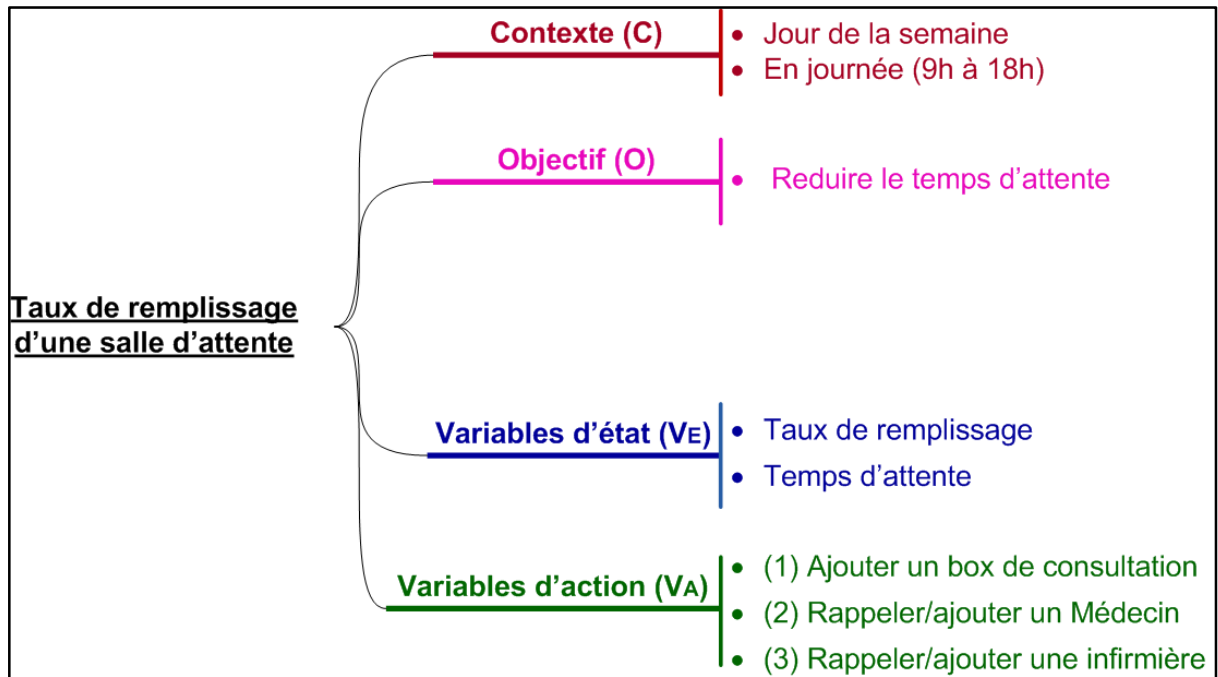 Contexte (C)
• Jour de la semaine
• En journée (9h à 18h)
Objectif (O)
• Reduire le temps d'attente
Taux de remplissage
d'une salle d'attente
Variables d'état (VE)
• Taux de remplissage
• Temps d'attente
Variables d'action (VA)
• (1) Ajouter un box de consultation
• (2) Rappeler/ajouter un Médecin
• (3) Rappeler/ajouter une infirmière